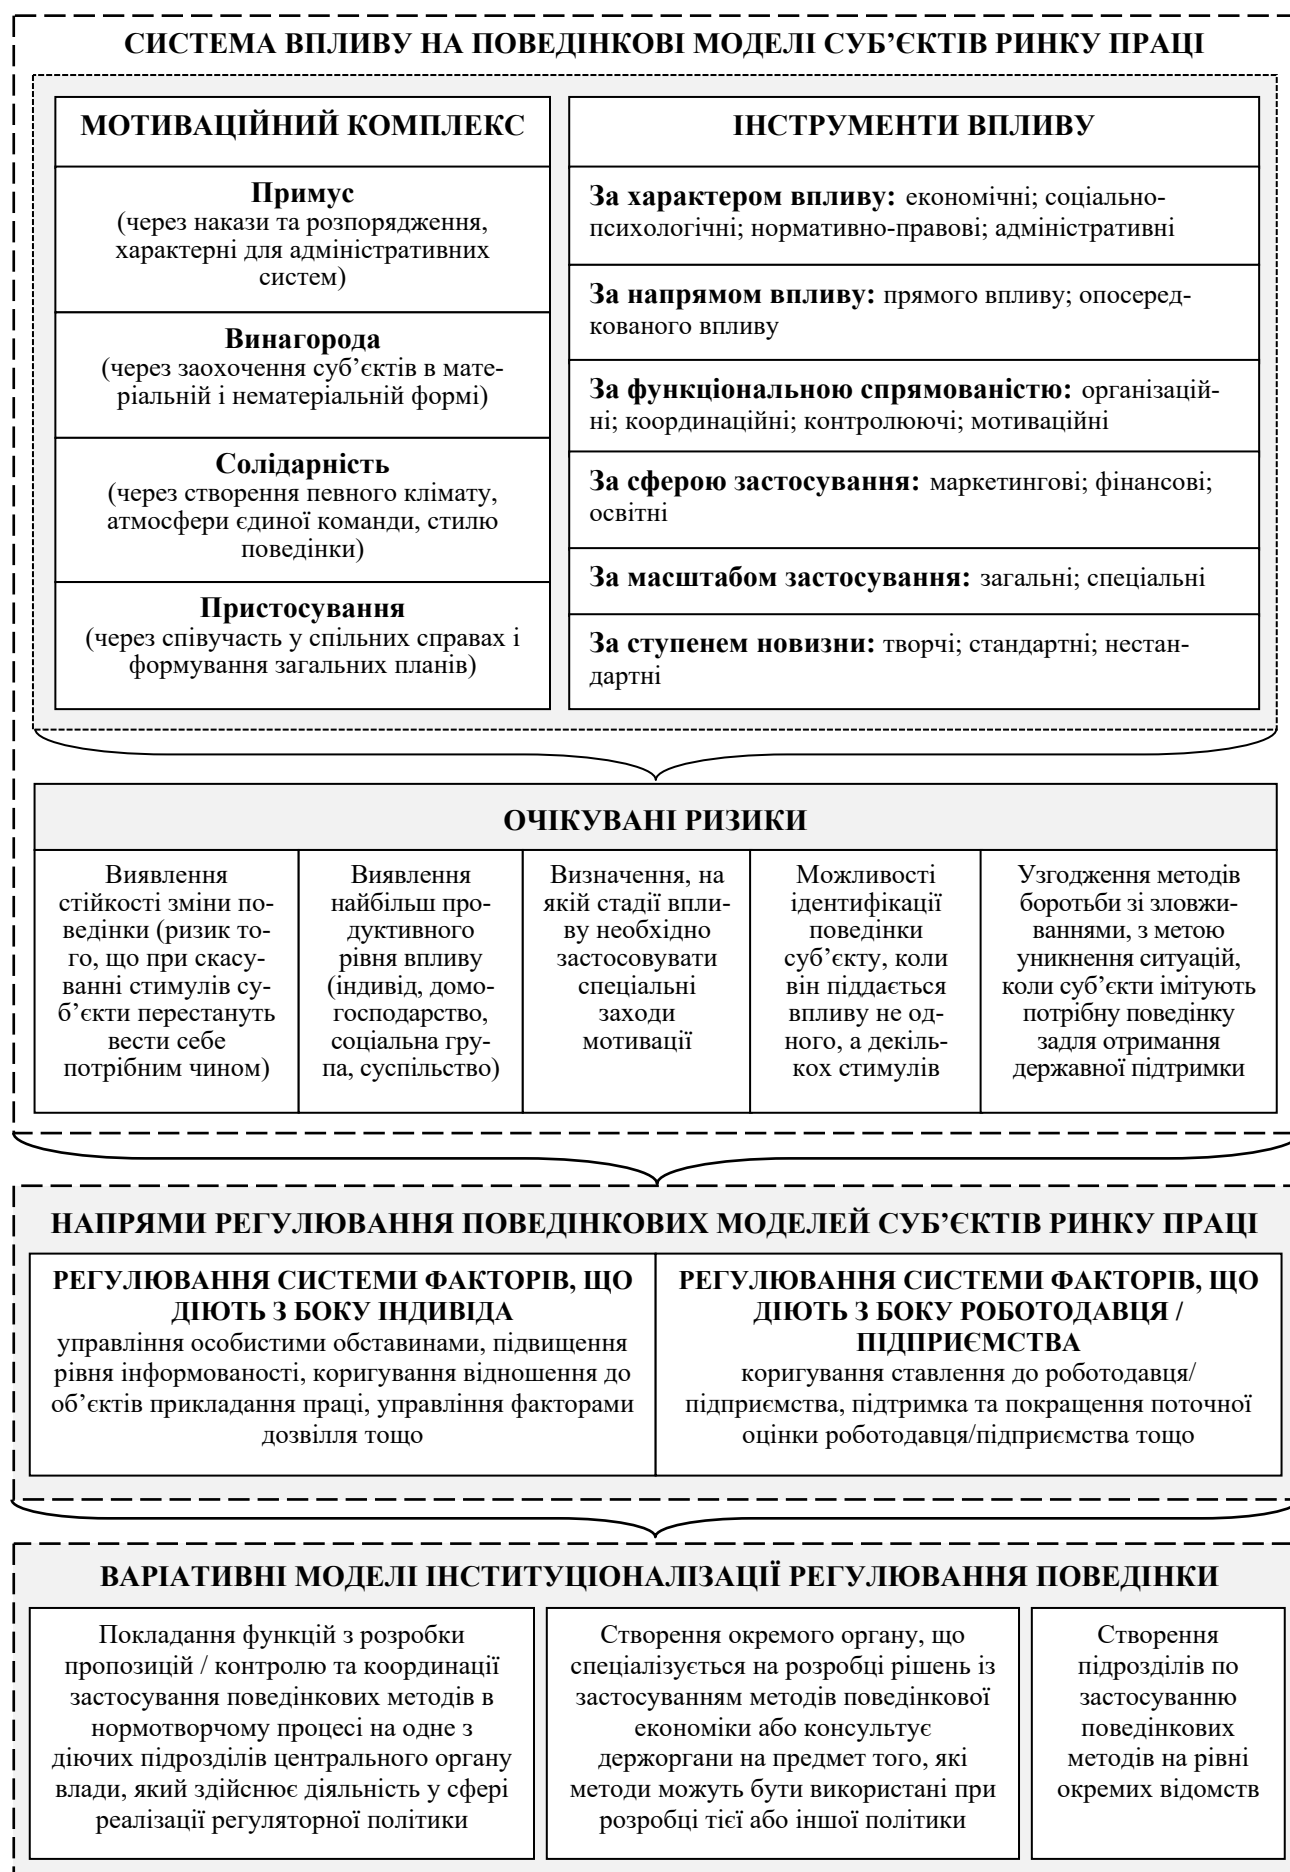 СИСТЕМА ВПЛИВУ НА ПОВЕДІНКОВІ МОДЕЛІ СУБ’ЄКТІВ РИНКУ ПРАЦІ
МОТИВАЦІЙНИЙ КОМПЛЕКС
Примус
(через накази та розпорядження,
характерні для адміністративних
систем)
Винагорода
(через заохочення суб’єктів в мате-
ріальній і нематеріальній формі)
Солідарність
(через створення певного клімату,
атмосфери єдиної команди, стилю
поведінки)
Пристосування
(через співучасть у спільних справах і
формування загальних планів)
ІНСТРУМЕНТИ ВПЛИВУ
За характером впливу: економічні; соціально-
психологічні; нормативно-правові; адміністративні
За напрямом впливу: прямого впливу; опосеред-
кованого впливу
За функціональною спрямованістю: організацій-
ні; координаційні; контролюючі; мотиваційні
За сферою застосування: маркетингові; фінансові;
освітні
За масштабом застосування: загальні; спеціальні
За ступенем новизни: творчі; стандартні; нестан-
дартні
ОЧІКУВАНІ РИЗИКИ
Виявлення
стійкості зміни по-
ведінки (ризик то-
го, що при скасу-
ванні стимулів су-
б’єкти перестануть
вести себе
потрібним чином)
Виявлення
найбільш про-
дуктивного
рівня впливу
(індивід, домо-
господарство,
соціальна гру-
па, суспільство)
Визначення, на
якій стадії впли-
ву необхідно
застосовувати
спеціальні
заходи
мотивації
Можливості
ідентифікації
поведінки
суб’єкту, коли
він піддається
впливу не од-
ного, а декіль-
кох стимулів
Узгодження методів
боротьби зі зловжи-
ваннями, з метою
уникнення ситуацій,
коли суб’єкти імітують
потрібну поведінку
задля отримання
державної підтримки
НАПРЯМИ РЕГУЛЮВАННЯ ПОВЕДІНКОВИХ МОДЕЛЕЙ СУБ’ЄКТІВ РИНКУ ПРАЦІ
РЕГУЛЮВАННЯ СИСТЕМИ ФАКТОРІВ, ЩО
ДІЮТЬ З БОКУ ІНДИВІДА
управління особистими обставинами, підвищення
рівня інформованості, коригування відношення до
об’єктів прикладання праці, управління факторами
дозвілля тощо
РЕГУЛЮВАННЯ СИСТЕМИ ФАКТОРІВ, ЩО
ДІЮТЬ З БОКУ РОБОТОДАВЦЯ /
ПІДПРИЄМСТВА
коригування ставлення до роботодавця/
підприємства, підтримка та покращення поточної
оцінки роботодавця/підприємства тощо
ВАРІАТИВНІ МОДЕЛІ ІНСТИТУЦІОНАЛІЗАЦІЇ РЕГУЛЮВАННЯ ПОВЕДІНКИ
Покладання функцій з розробки
пропозицій / контролю та координації
застосування поведінкових методів в
нормотворчому процесі на одне з
діючих підрозділів центрального органу
влади, який здійснює діяльність у сфері
реалізації регуляторної політики
Створення окремого органу, що
спеціалізується на розробці рішень із
застосуванням методів поведінкової
економіки або консультує
держоргани на предмет того, які
методи можуть бути використані при
розробці тієї або іншої політики
Створення
підрозділів по
застосуванню
поведінкових
методів на рівні
окремих відомств